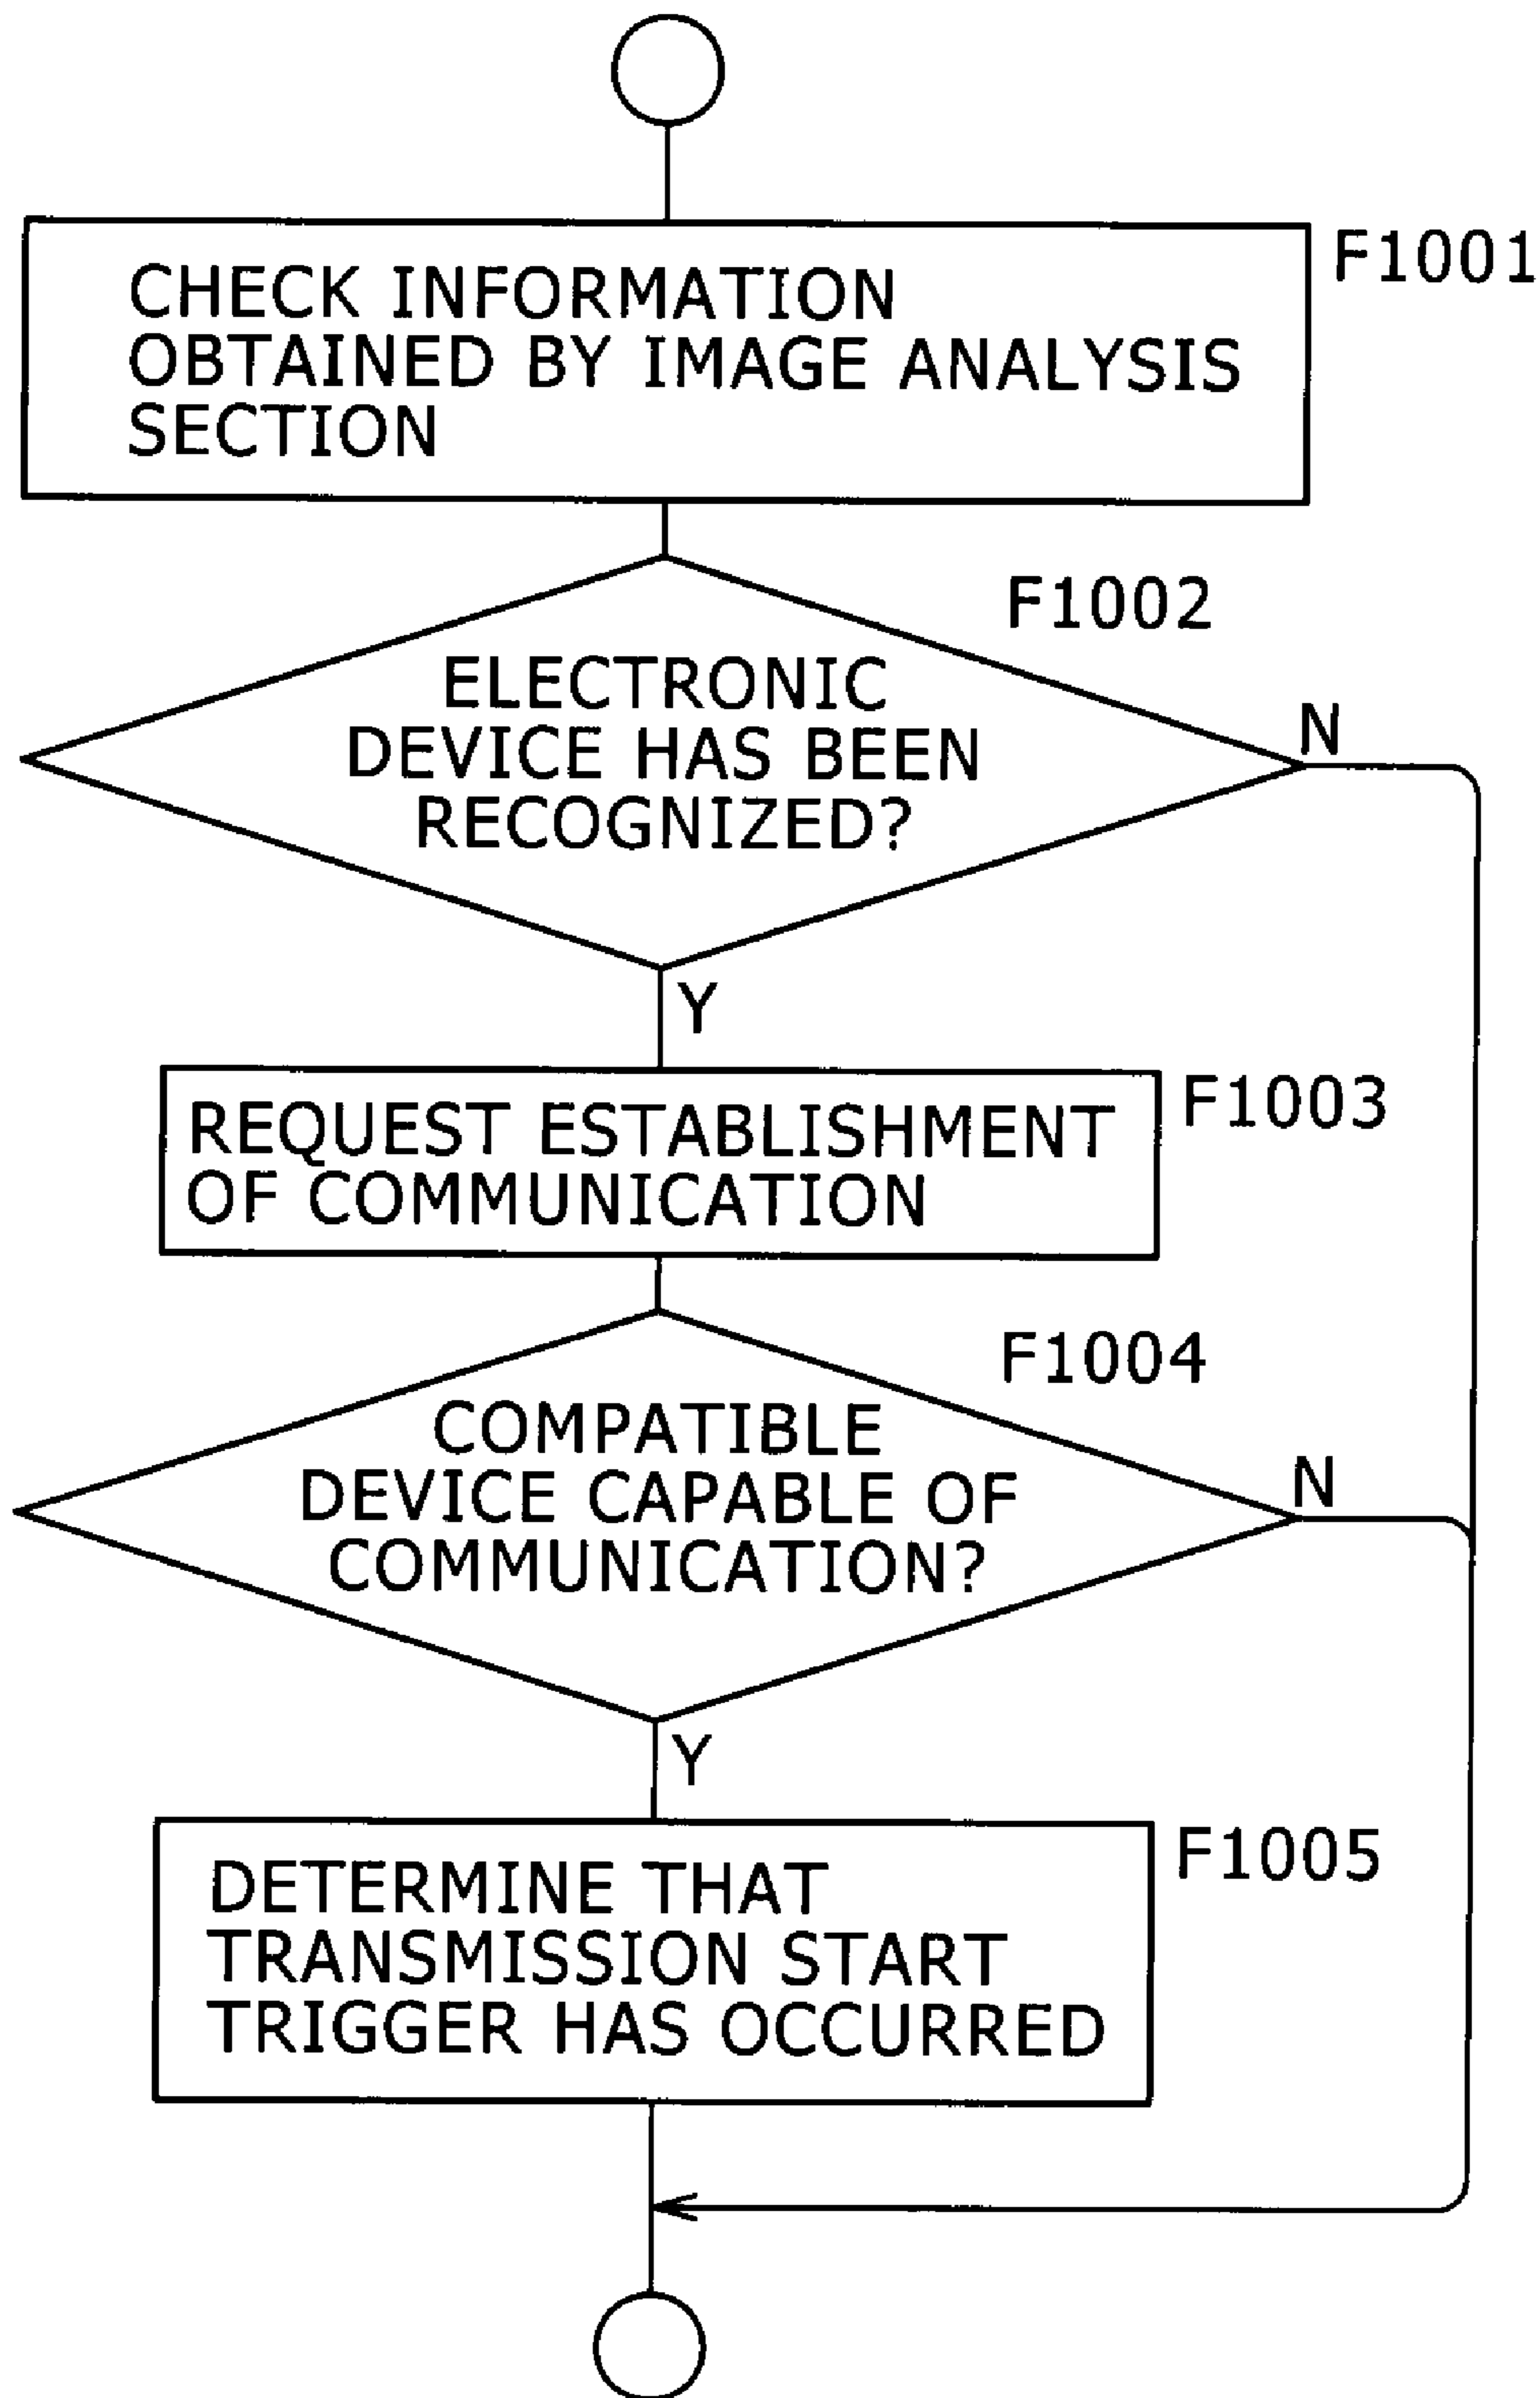 CHECK INFORMATION
OBTAINED BY IMAGE ANALYSIS
SECTION
F1001
F1002
ELECTRONIC
DEVICE HAS BEEN
RECOGNIZED?
N
Y
REQUEST ESTABLISHMENT
OF COMMUNICATION
F1003
F1004
COMPATIBLE
DEVICE CAPABLE OF
COMMUNICATION?
N
Y
DETERMINE THAT
TRANSMISSION START
TRIGGER HAS OCCURRED
F1005